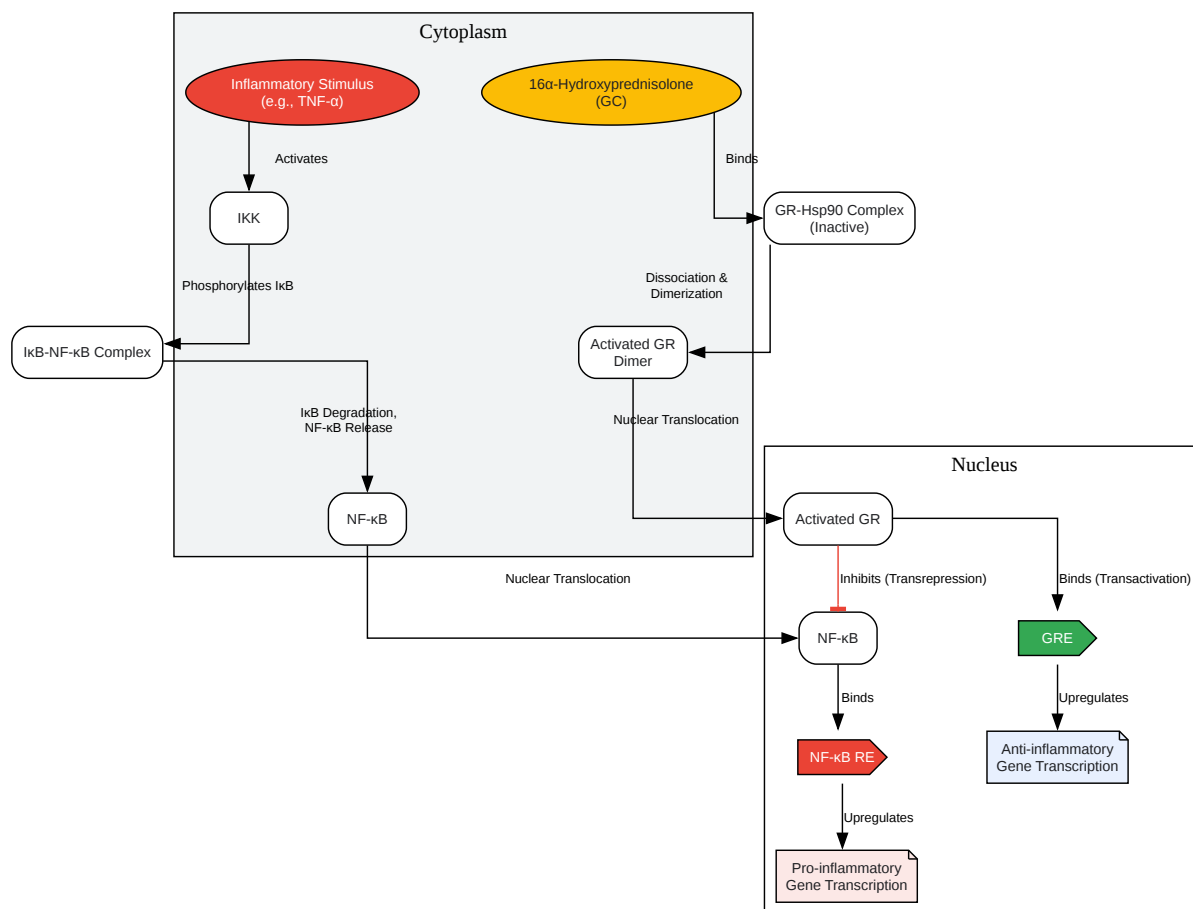 Cytoplasm
Inflammatory Stimulus
(e.g., TNF-α)
16α-Hydroxyprednisolone
(GC)
Activates
Binds
IKK
GR-Hsp90 Complex
(Inactive)
Phosphorylates IκB
Dissociation &
Dimerization
IκB-NF-κB Complex
Activated GR
Dimer
IκB Degradation,
NF-κB Release
Nuclear Translocation
Nucleus
NF-κB
Activated GR
Nuclear Translocation
Inhibits (Transrepression)
Binds (Transactivation)
NF-κB
GRE
Binds
Upregulates
NF-κB RE
Anti-inflammatory
Gene Transcription
Upregulates
Pro-inflammatory
Gene Transcription